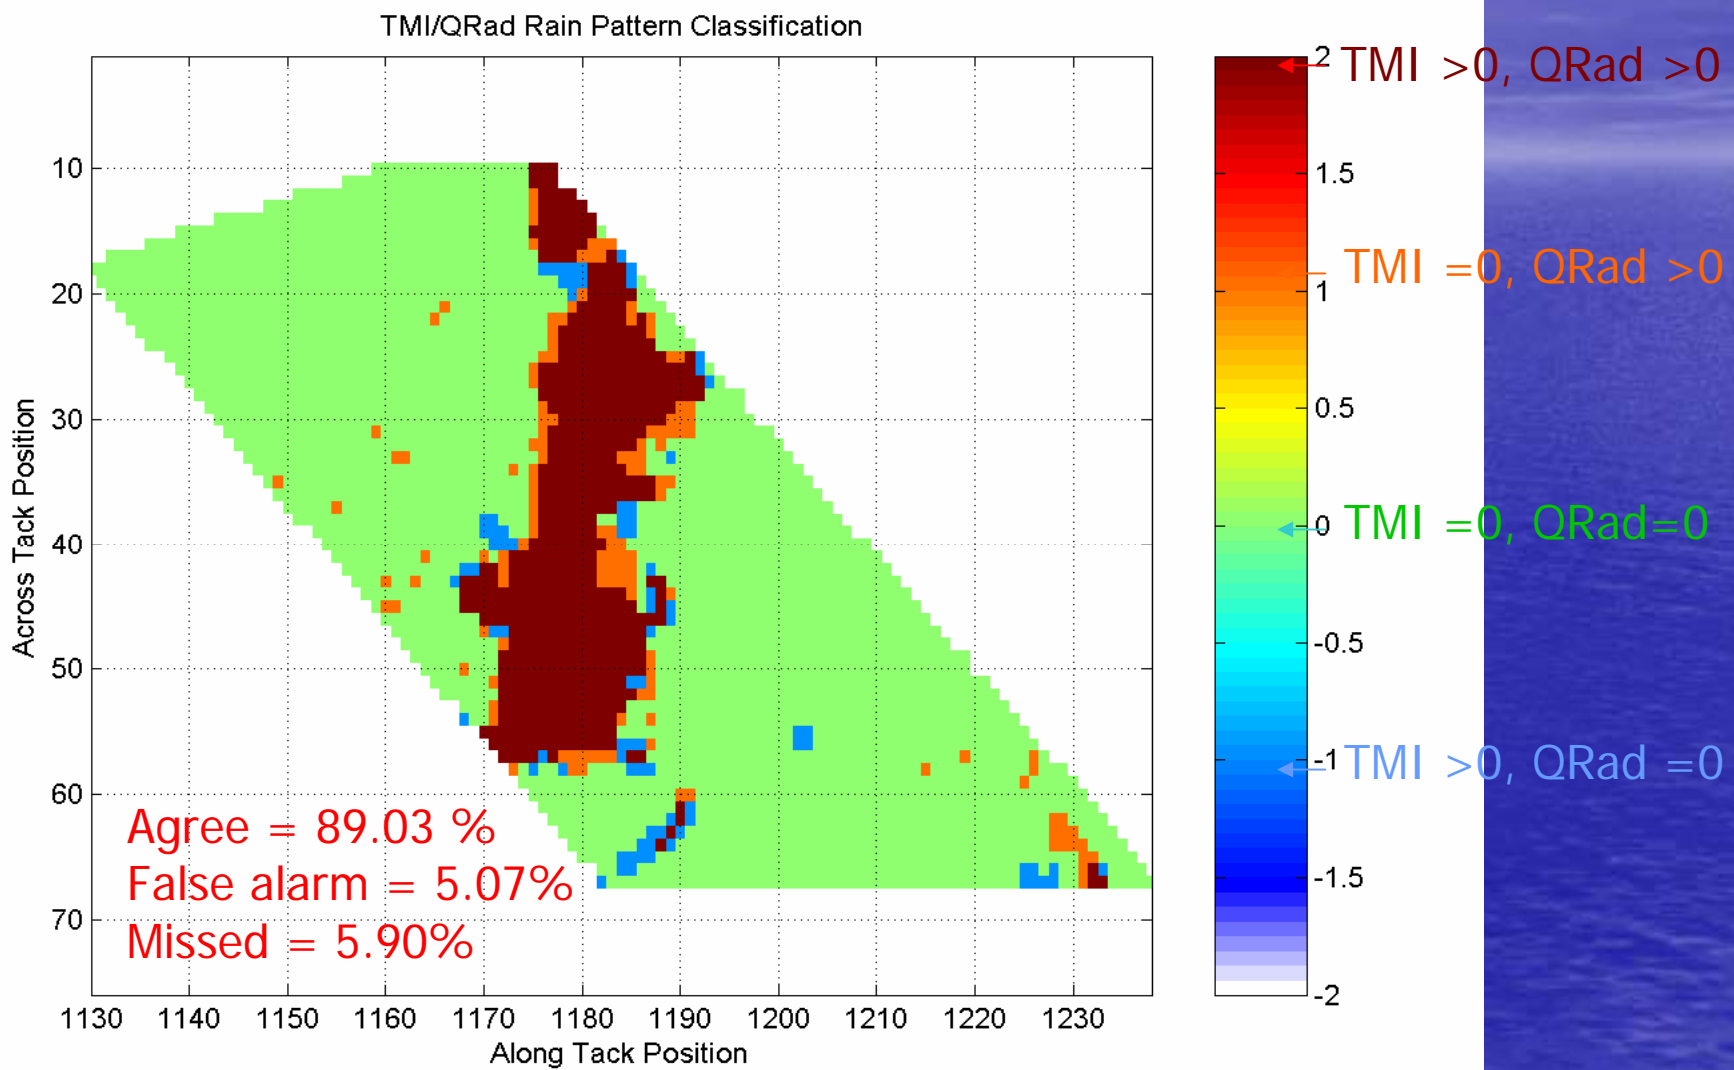 TMI/QRad Rain Pattern Classification
Across Tack Position
10
20
30
40
50
60
70
1130 1140 1150 1160 1170 1180 1190 1200 1210 1220 1230
Along Tack Position
Agree = 89.03 %
False alarm = 5.07%
Missed = 5.90%
2
1.5
1
0.5
0
-0.5
-1
-1.5
-2
TMI >0, QRad >0
TMI =0, QRad >0
TMI =0, QRad=0
TMI >0, QRad =0